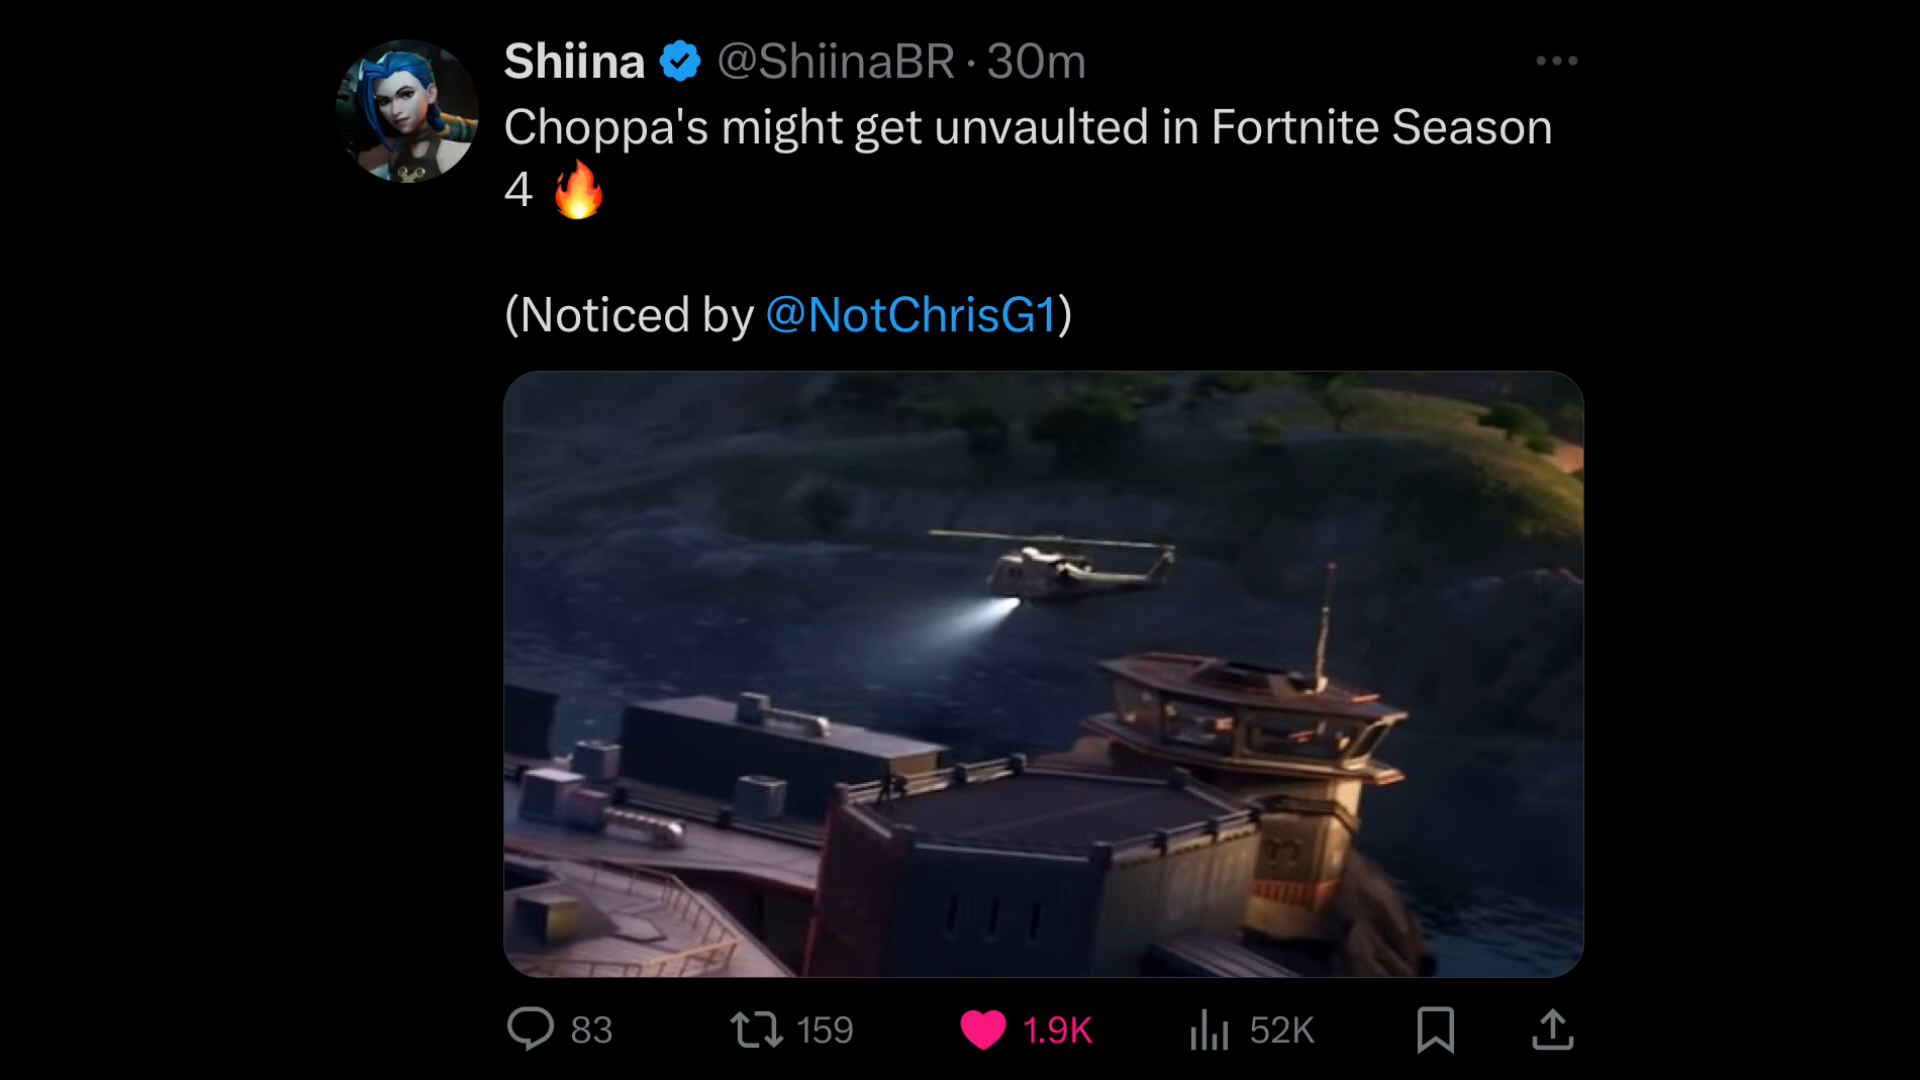 Shiina @ShiinaBR · 30m
Choppa's might get unvaulted in Fortnite Season
4 🔥
(Noticed by @NotChrisG1)
83 159 1.9K 52K